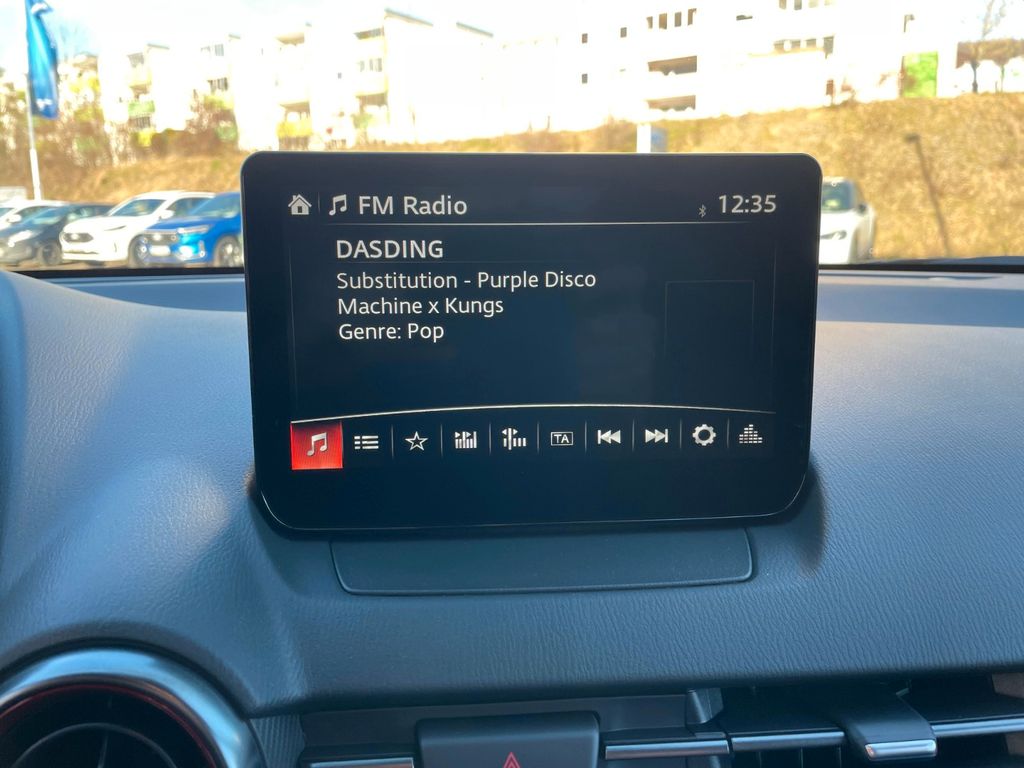 FM Radio
12:35
DASDING
Substitution - Purple Disco
Machine x Kungs
Genre: Pop
TA